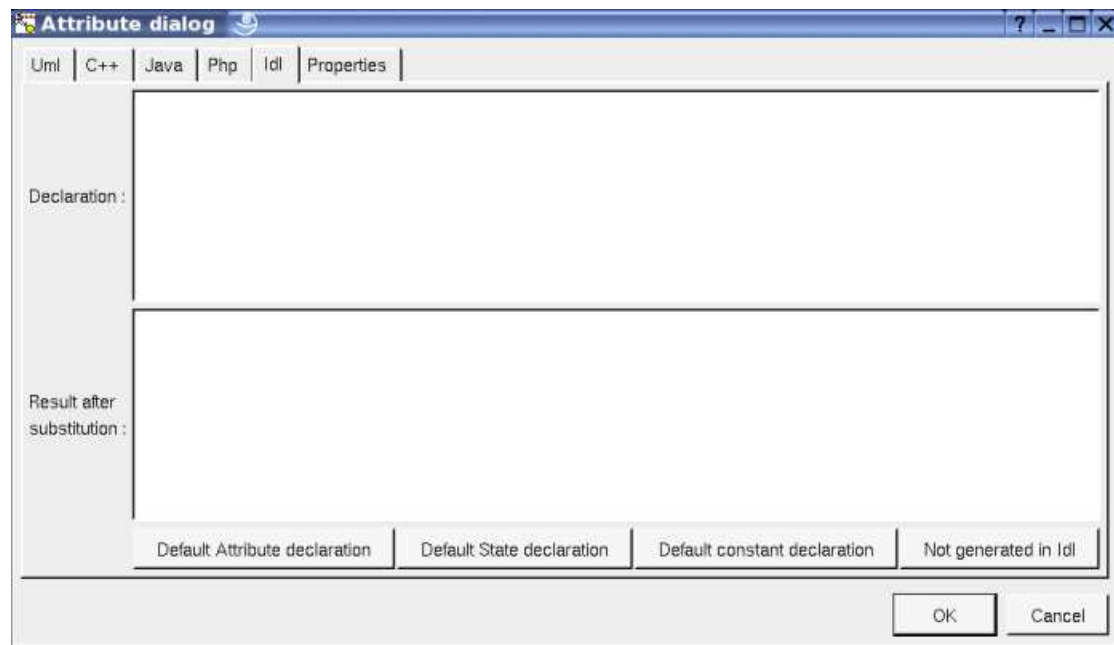 Attribute dialog ? _
Uml C++ Java Php Idl Properties
Declaration :
Result after
substitution :
Default Attribute declaration Default State declaration Default constant declaration Not generated in Idl
OK Cancel